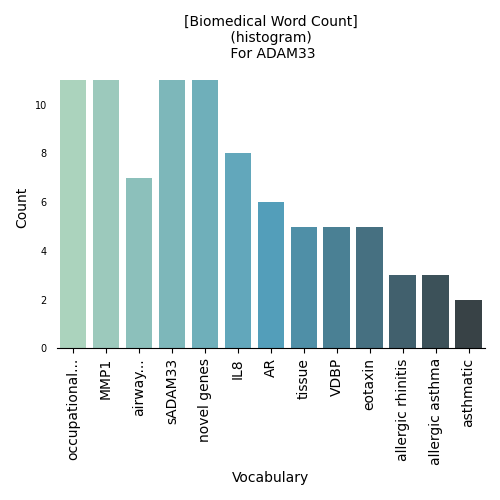 [Biomedical Word Count]
(histogram)
For ADAM33
Count
10
8
6
4
2
0
occupational...
MMP1
airway...
sADAM33
novel genes
IL8
AR
tissue
VDBP
eotaxin
allergic rhinitis
allergic asthma
asthmatic
Vocabulary